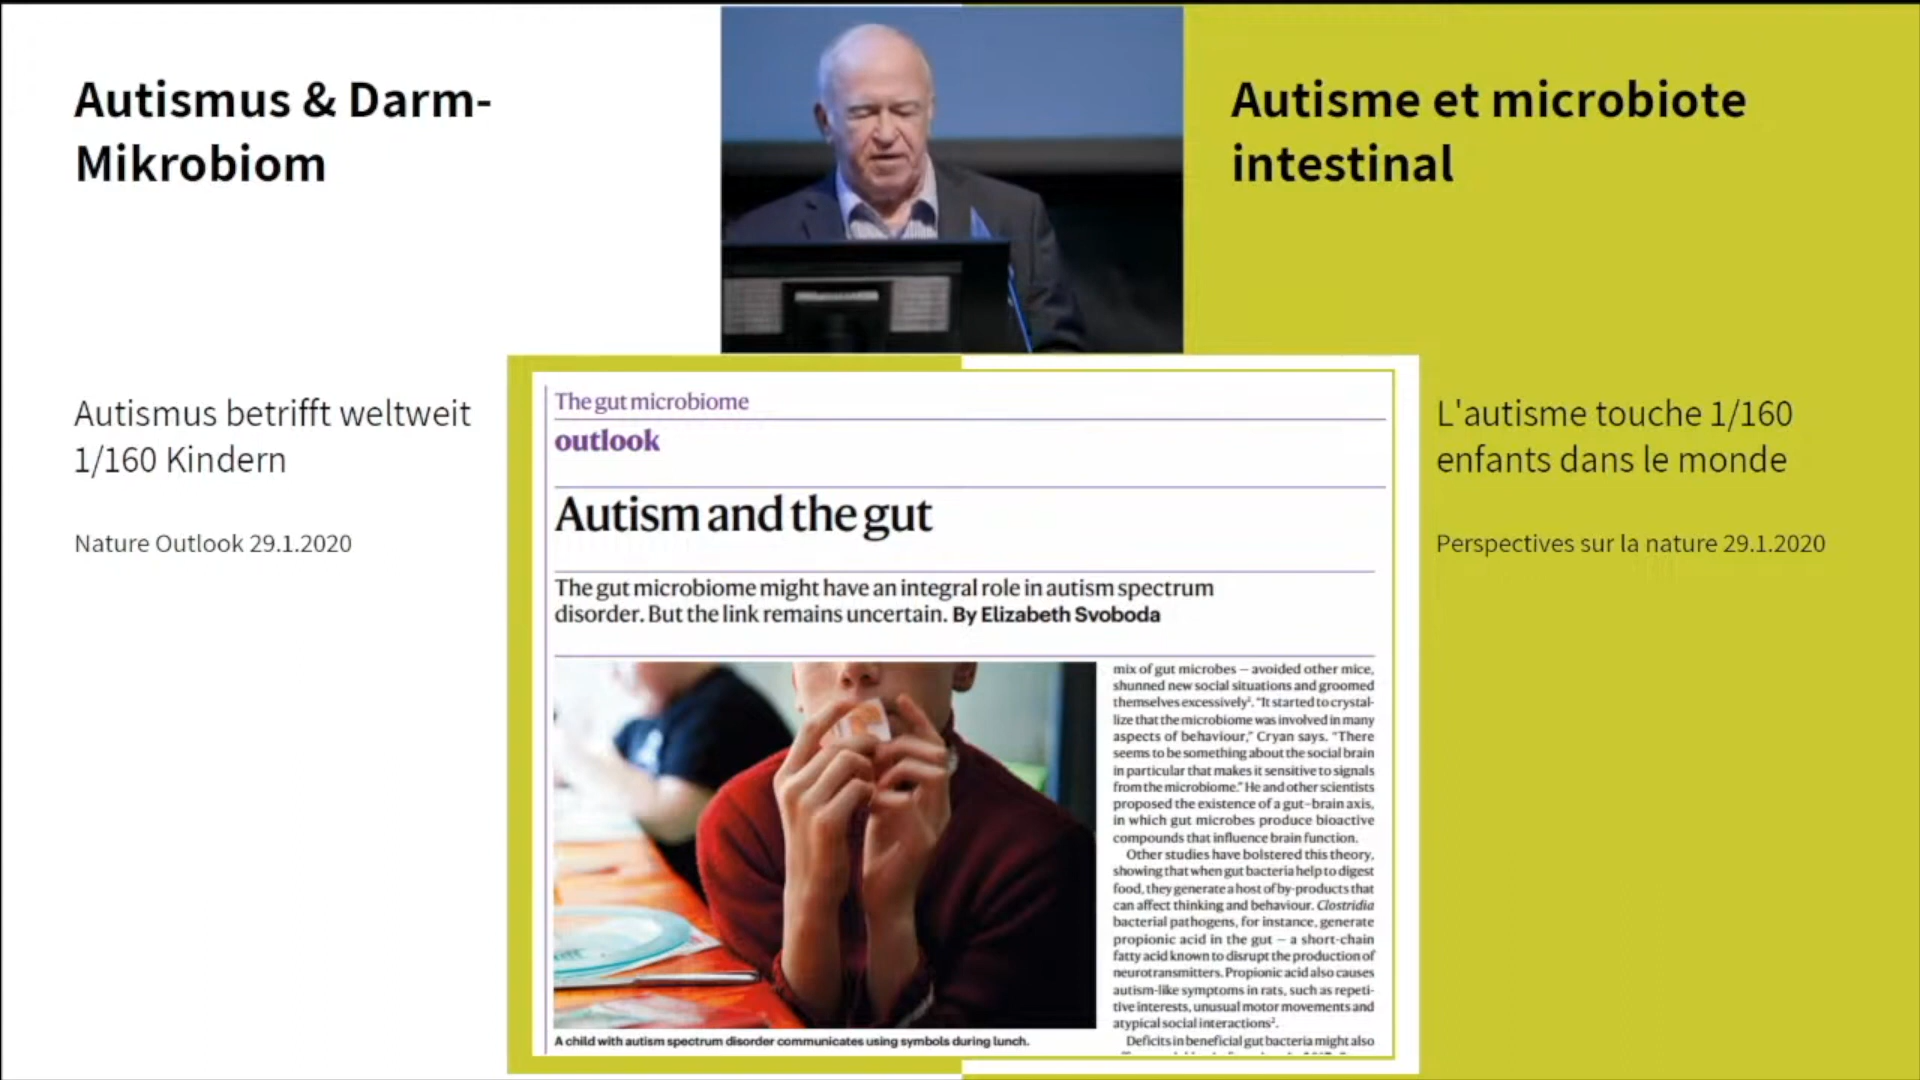 Autismus & Darm-
Mikrobiom
Autisme et microbiote
intestinal
Autismus betrifft weltweit
1/160 Kindern
Nature Outlook 29.1.2020
The gut microbiome
outlook
Autism and the gut
The gut microbiome might have an integral role in autism spectrum
disorder. But the link remains uncertain. By Elizabeth Svoboda
mix of gut microbes — avoided other mice,
shunned new social situations and groomed
themselves excessively². “It started to crystal-
lize that the microbiome was involved in many
aspects of behaviour,” Cryan says. “There
seems to be something about the social brain
in particular that makes it sensitive to signals
from the microbiome.” He and other scientists
proposed the existence of a gut–brain axis,
in which gut microbes produce bioactive
compounds that influence brain function.
Other studies have bolstered this theory,
showing that when gut bacteria help to digest
food, they generate a host of by-products that
can affect thinking and behaviour. Clostridia
bacterial pathogens, for instance, generate
propionic acid in the gut — a short-chain
fatty acid known to disrupt the production of
neurotransmitters. Propionic acid also causes
autism-like symptoms in rats, such as repeti-
tive interests, unusual motor movements and
atypical social interactions².
Deficits in beneficial gut bacteria might also
A child with autism spectrum disorder communicates using symbols during lunch.
L'autisme touche 1/160
enfants dans le monde
Perspectives sur la nature 29.1.2020